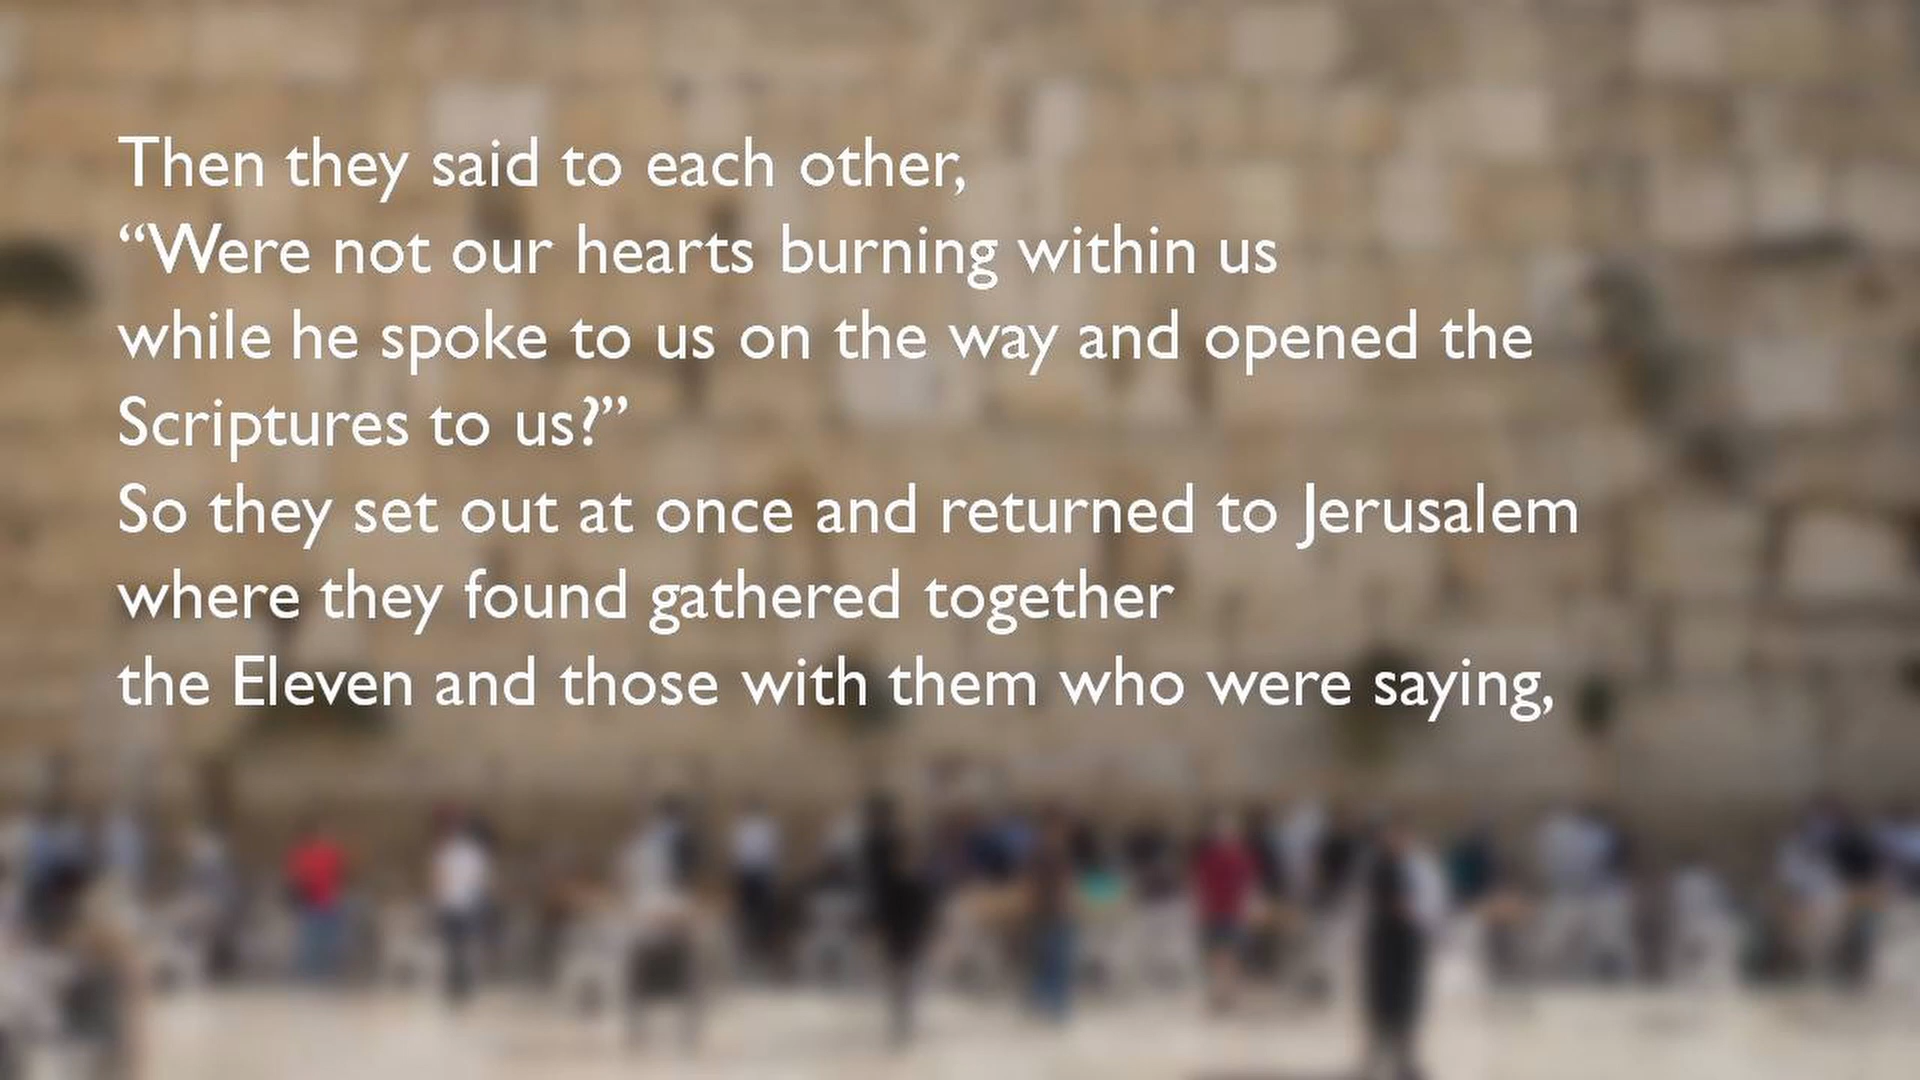 Then they said to each other,
“Were not our hearts burning within us
while he spoke to us on the way and opened the
Scriptures to us?”
So they set out at once and returned to Jerusalem
where they found gathered together
the Eleven and those with them who were saying,